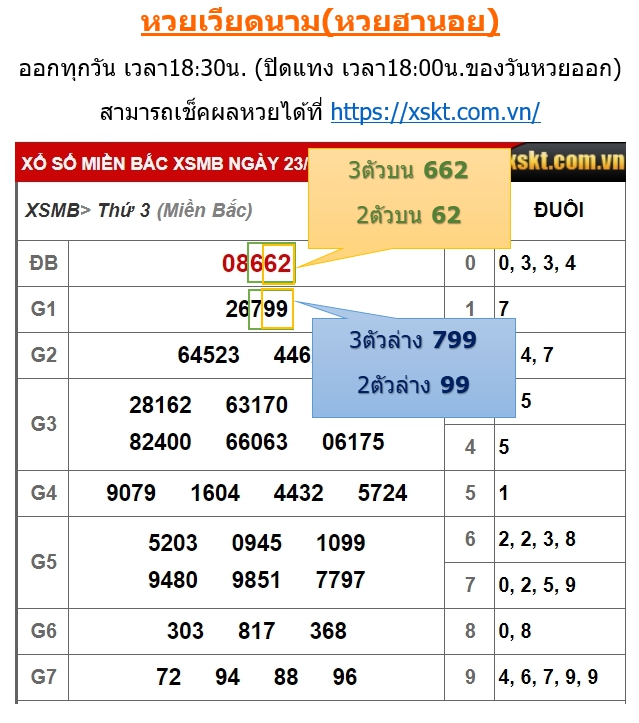 หวยเวียดนาม(หวยฮานอย)
ออกทุกวัน เวลา18:30น. (ปิดแทง เวลา18:00น.ของวันหวยออก)
สามารถเช็คผลหวยได้ที่ https://xskt.com.vn/
XỔ SỐ MIỀN BẮC XSMB NGÀY 23/ xskt.com.vn
3ตัวบน 662
2ตัวบน 62
XSMB> Thứ 3 (Miền Bắc) ĐUÔI
ĐB 08662 0 0, 3, 3, 4
G1 26799 1 7
3ตัวล่าง 799
2ตัวล่าง 99
G2 64523 446 4, 7
G3 28162 63170 5
82400 66063 06175 4 5
G4 9079 1604 4432 5724 5 1
G5 5203 0945 1099 6 2, 2, 3, 8
9480 9851 7797 7 0, 2, 5, 9
G6 303 817 368 8 0, 8
G7 72 94 88 96 9 4, 6, 7, 9, 9